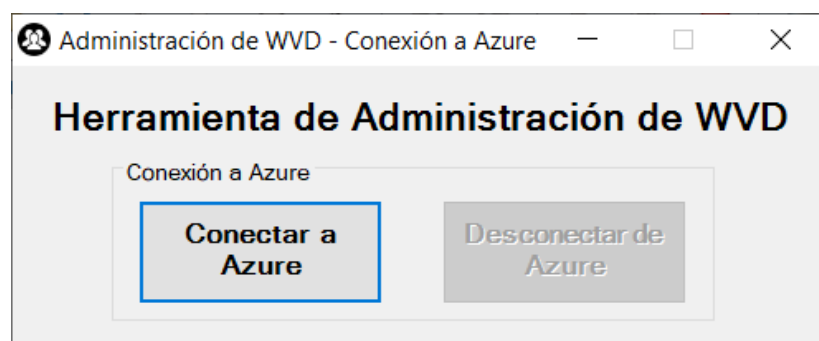 Administración de WVD - Conexión a Azure
Herramienta de Administración de WVD
Conexión a Azure
Conectar a
Azure
Desconectar de
Azure